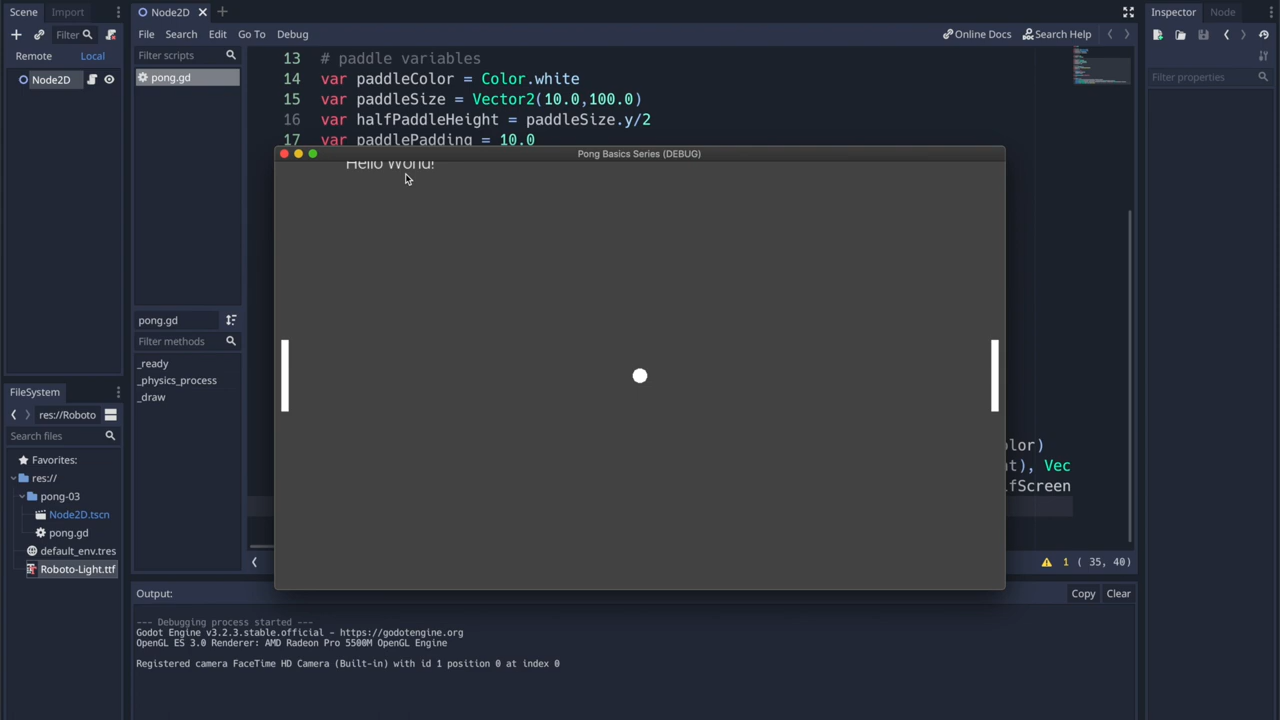 Scene
Import
Node2D
Inspector
Node
Filter
File
Search
Edit
Go To
Debug
Online Docs
Search Help
Remote
Local
Filter scripts
Filter properties
Node2D
pong.gd
13 # paddle variables
14 var paddleColor = Color.white
15 var paddleSize = Vector2(10.0,100.0)
16 var halfPaddleHeight = paddleSize.y/2
17 var paddlePadding = 10.0
Pong Basics Series (DEBUG)
Hello World!
pong.gd
Filter methods
_ready
_physics_process
_draw
FileSystem
res://Roboto
Search files
Favorites:
res://
pong-03
Node2D.tscn
pong.gd
default_env.tres
Roboto-Light.ttf
lor)
t), Vec
lfScreen
1 ( 35, 40)
Output:
Copy
Clear
--- Debugging process started ---
Godot Engine v3.2.3.stable.official - https://godotengine.org
OpenGL ES 3.0 Renderer: AMD Radeon Pro 5500M OpenGL Engine
Registered camera FaceTime HD Camera (Built-in) with id 1 position 0 at index 0